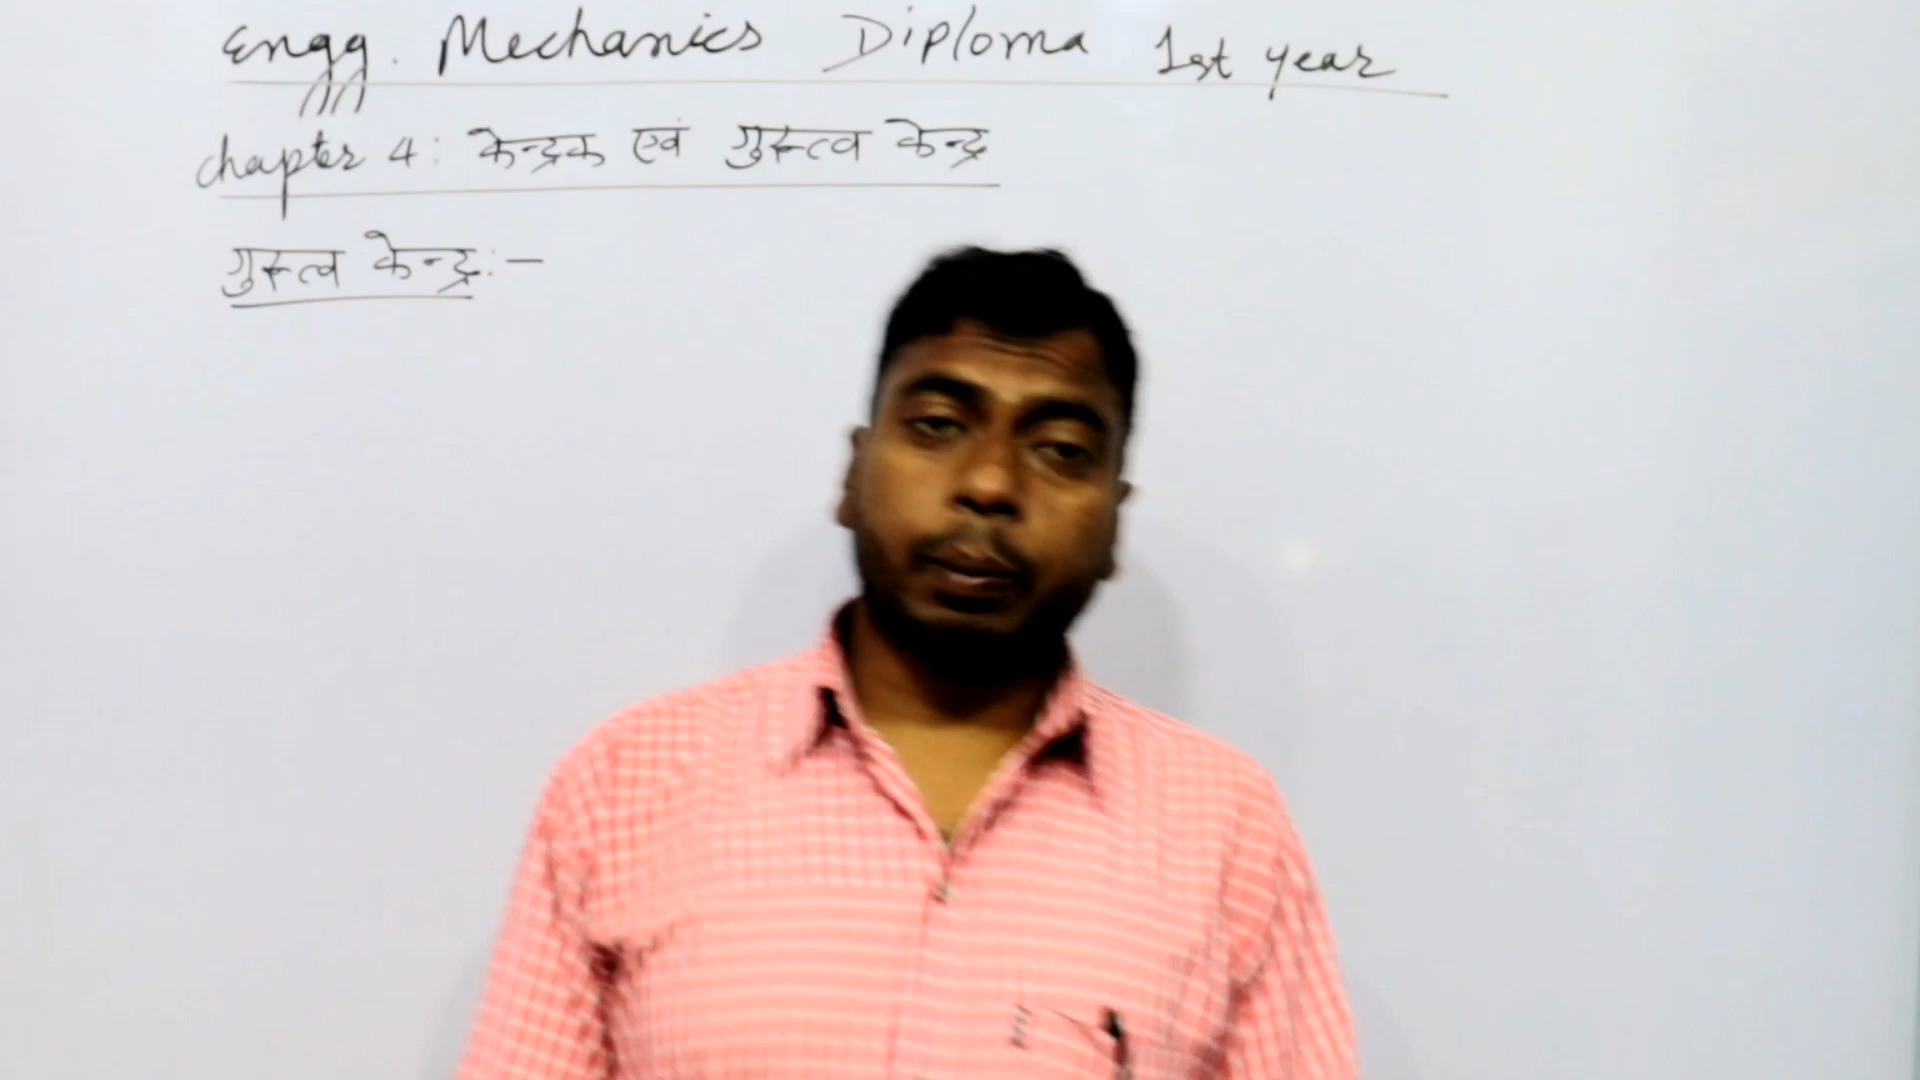 Engg. Mechanics Diploma 1st year
chapter 4: केन्द्रक एवं गुरूत्व केन्द्र
गुरूत्व केन्द्र:-